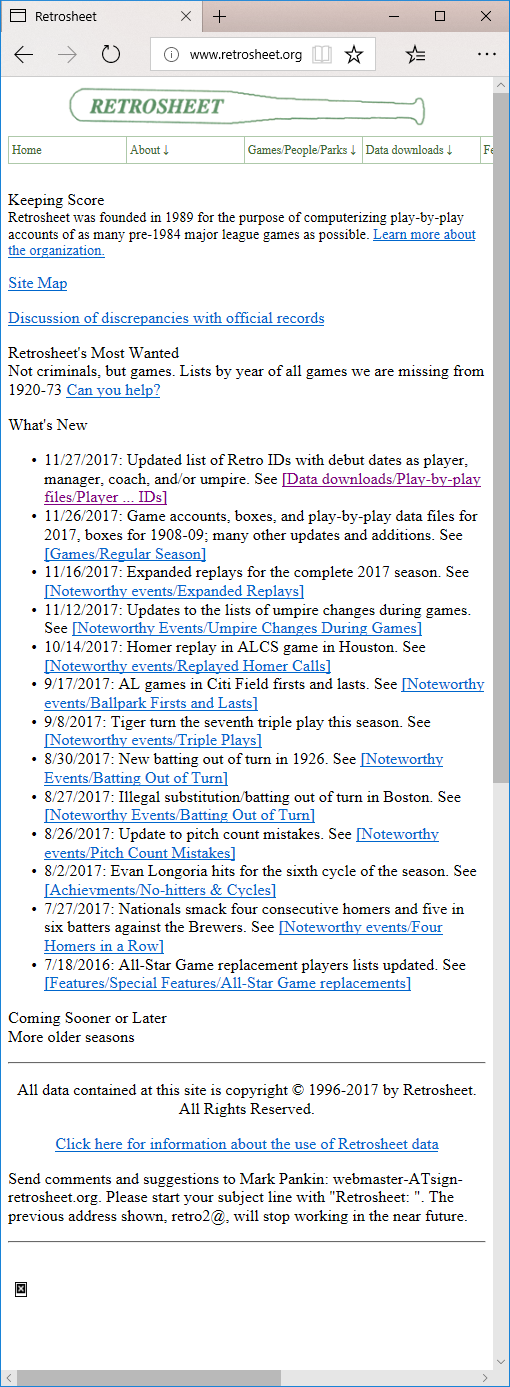 Retrosheet
www.retrosheet.org
RETROSHEET
Home
About ↓
Games/People/Parks ↓
Data downloads ↓
Fe
Keeping Score
Retrosheet was founded in 1989 for the purpose of computerizing play-by-play
accounts of as many pre-1984 major league games as possible. Learn more about
the organization.
Site Map
Discussion of discrepancies with official records
Retrosheet's Most Wanted
Not criminals, but games. Lists by year of all games we are missing from
1920-73 Can you help?
What's New
• 11/27/2017: Updated list of Retro IDs with debut dates as player,
manager, coach, and/or umpire. See [Data downloads/Play-by-play
files/Player ... IDs]
• 11/26/2017: Game accounts, boxes, and play-by-play data files for
2017, boxes for 1908-09; many other updates and additions. See
[Games/Regular Season]
• 11/16/2017: Expanded replays for the complete 2017 season. See
[Noteworthy events/Expanded Replays]
• 11/12/2017: Updates to the lists of umpire changes during games.
See [Noteworthy Events/Umpire Changes During Games]
• 10/14/2017: Homer replay in ALCS game in Houston. See
[Noteworthy events/Replayed Homer Calls]
• 9/17/2017: AL games in Citi Field firsts and lasts. See [Noteworthy
events/Ballpark Firsts and Lasts]
• 9/8/2017: Tiger turn the seventh triple play this season. See
[Noteworthy events/Triple Plays]
• 8/30/2017: New batting out of turn in 1926. See [Noteworthy
Events/Batting Out of Turn]
• 8/27/2017: Illegal substitution/batting out of turn in Boston. See
[Noteworthy Events/Batting Out of Turn]
• 8/26/2017: Update to pitch count mistakes. See [Noteworthy
events/Pitch Count Mistakes]
• 8/2/2017: Evan Longoria hits for the sixth cycle of the season. See
[Achievments/No-hitters & Cycles]
• 7/27/2017: Nationals smack four consecutive homers and five in
six batters against the Brewers. See [Noteworthy events/Four
Homers in a Row]
• 7/18/2016: All-Star Game replacement players lists updated. See
[Features/Special Features/All-Star Game replacements]
Coming Sooner or Later
More older seasons
All data contained at this site is copyright © 1996-2017 by Retrosheet.
All Rights Reserved.
Click here for information about the use of Retrosheet data
Send comments and suggestions to Mark Pankin: webmaster-ATsign-
retrosheet.org. Please start your subject line with "Retrosheet: ". The
previous address shown, retro2@, will stop working in the near future.